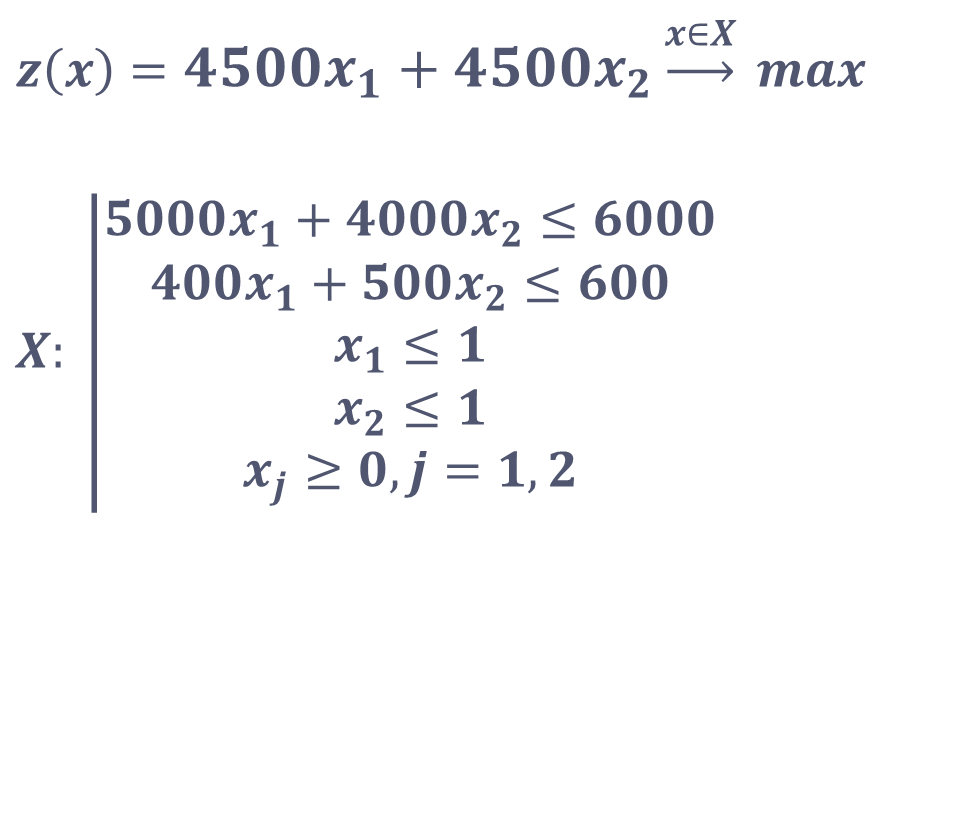 z(x) = 4500x₁ + 4500x₂ x∈X⟶ max
5000x₁ + 4000x₂ ≤ 6000
400x₁ + 500x₂ ≤ 600
X: x₁ ≤ 1
x₂ ≤ 1
xⱼ ≥ 0, j = 1, 2